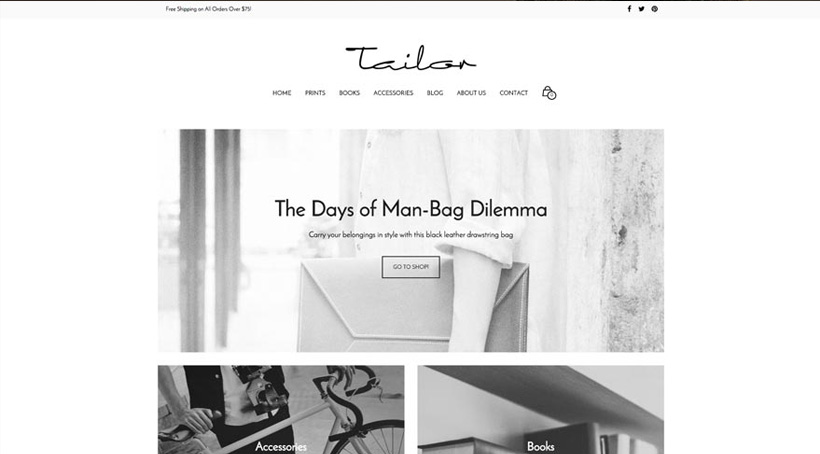 Free Shipping on All Orders Over $75!
Tailor
HOME PRINTS BOOKS ACCESSORIES BLOG ABOUT US CONTACT
The Days of Man-Bag Dilemma
Carry your belongings in style with this black leather drawstring bag
GO TO SHOP!
Accessories Books